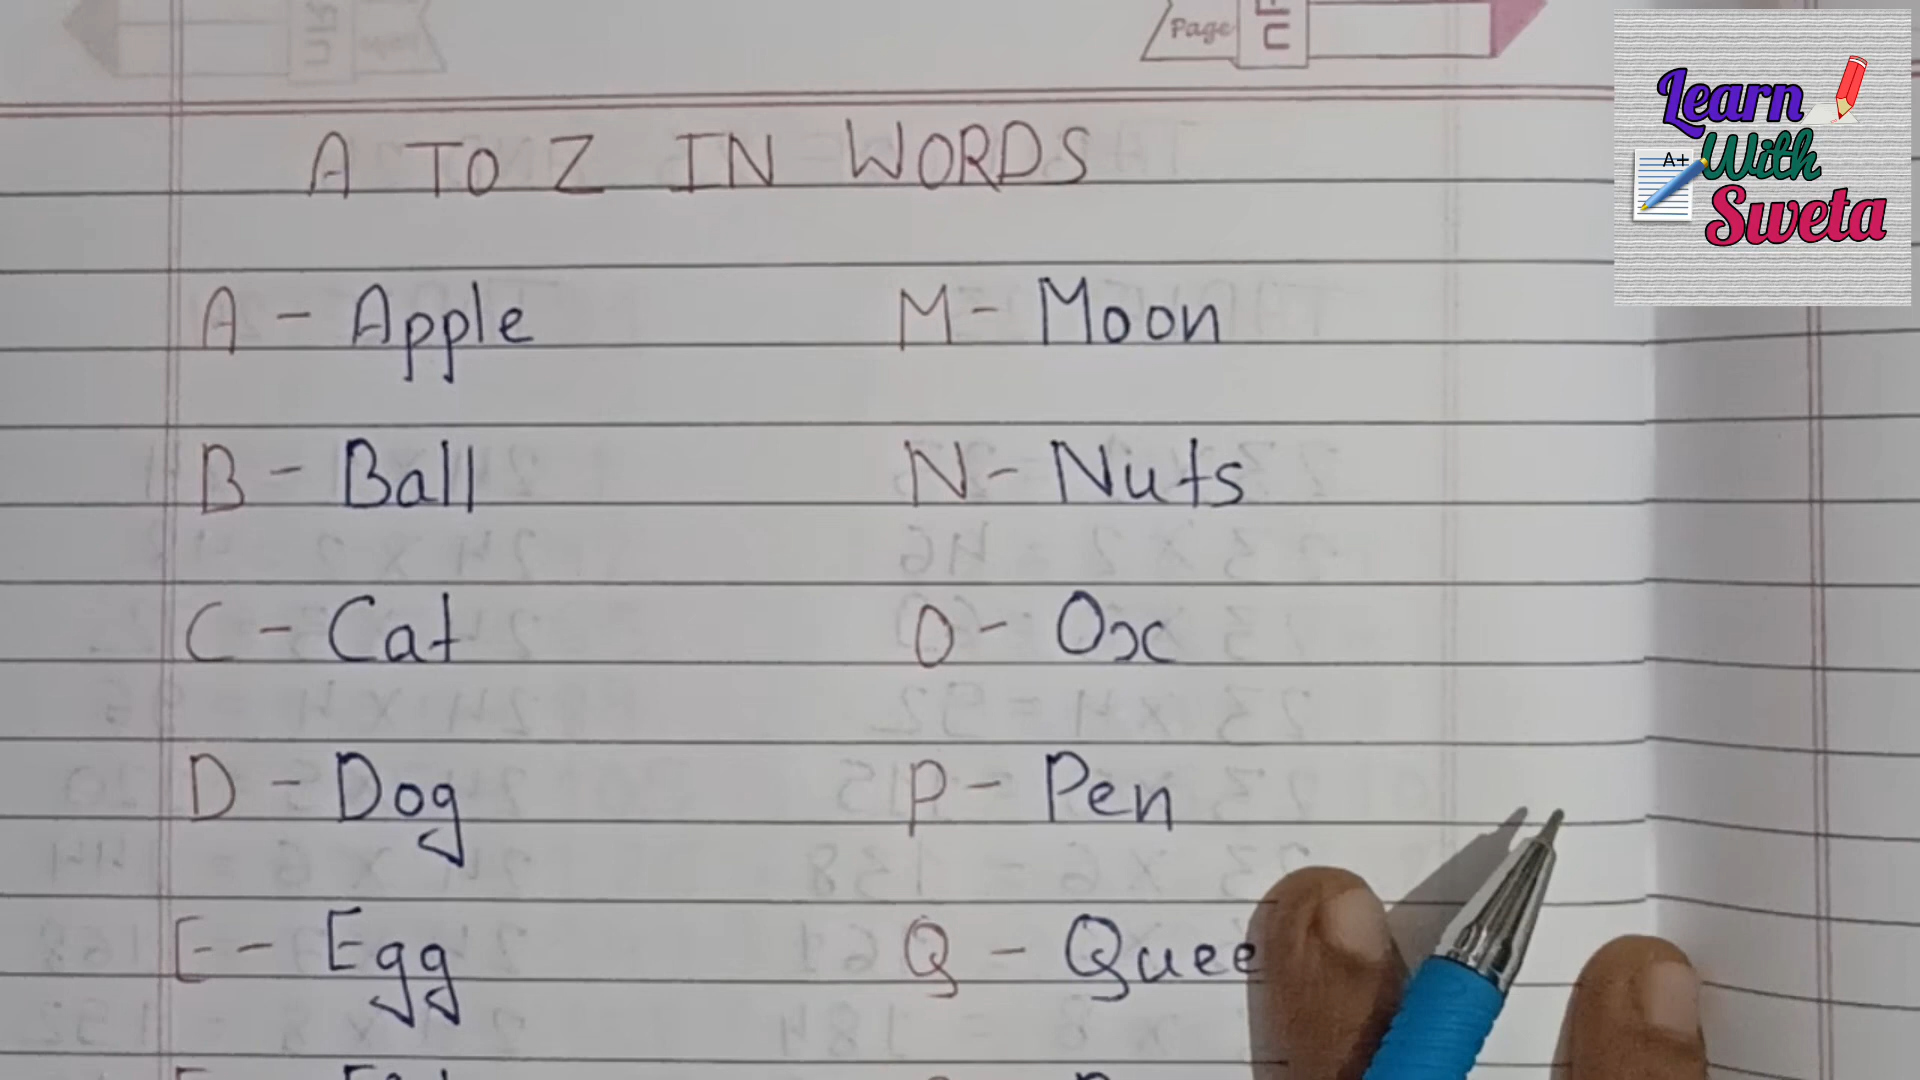 Page
A TO Z IN WORDS
A - Apple
B - Ball
C - Cat
D - Dog
E - Egg
M - Moon
N - Nuts
O - Ox
P - Pen
Q - Quee
Learn
With
A+
Sweta